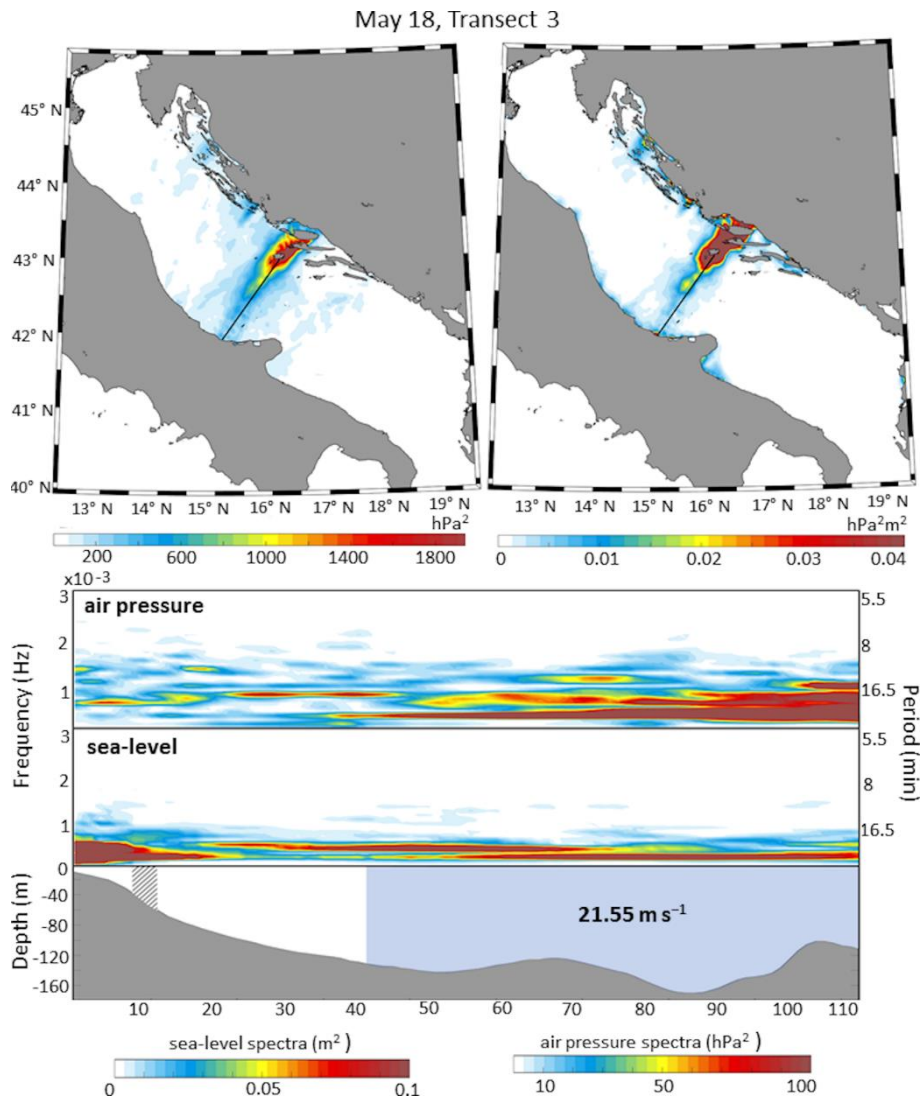 May 18, Transect 3
45° N
44° N
43° N
42° N
41° N
40° N
13° N 14° N 15° N 16° N 17° N 18° N 19° N
13° N 14° N 15° N 16° N 17° N 18° N 19° N
hPa² hPa²m²
200 600 1000 1400 1800
0 0.01 0.02 0.03 0.04
x10⁻³
3
2
1
air pressure
5.5
8
16.5
Frequency (Hz)
Period (min)
3
2
1
0
sea-level
5.5
8
16.5
Depth (m)
-40
-80
-120
-160
21.55 m s⁻¹
10 20 30 40 50 60 70 80 90 100 110
sea-level spectra (m²) air pressure spectra (hPa²)
0 0.05 0.1
10 50 100